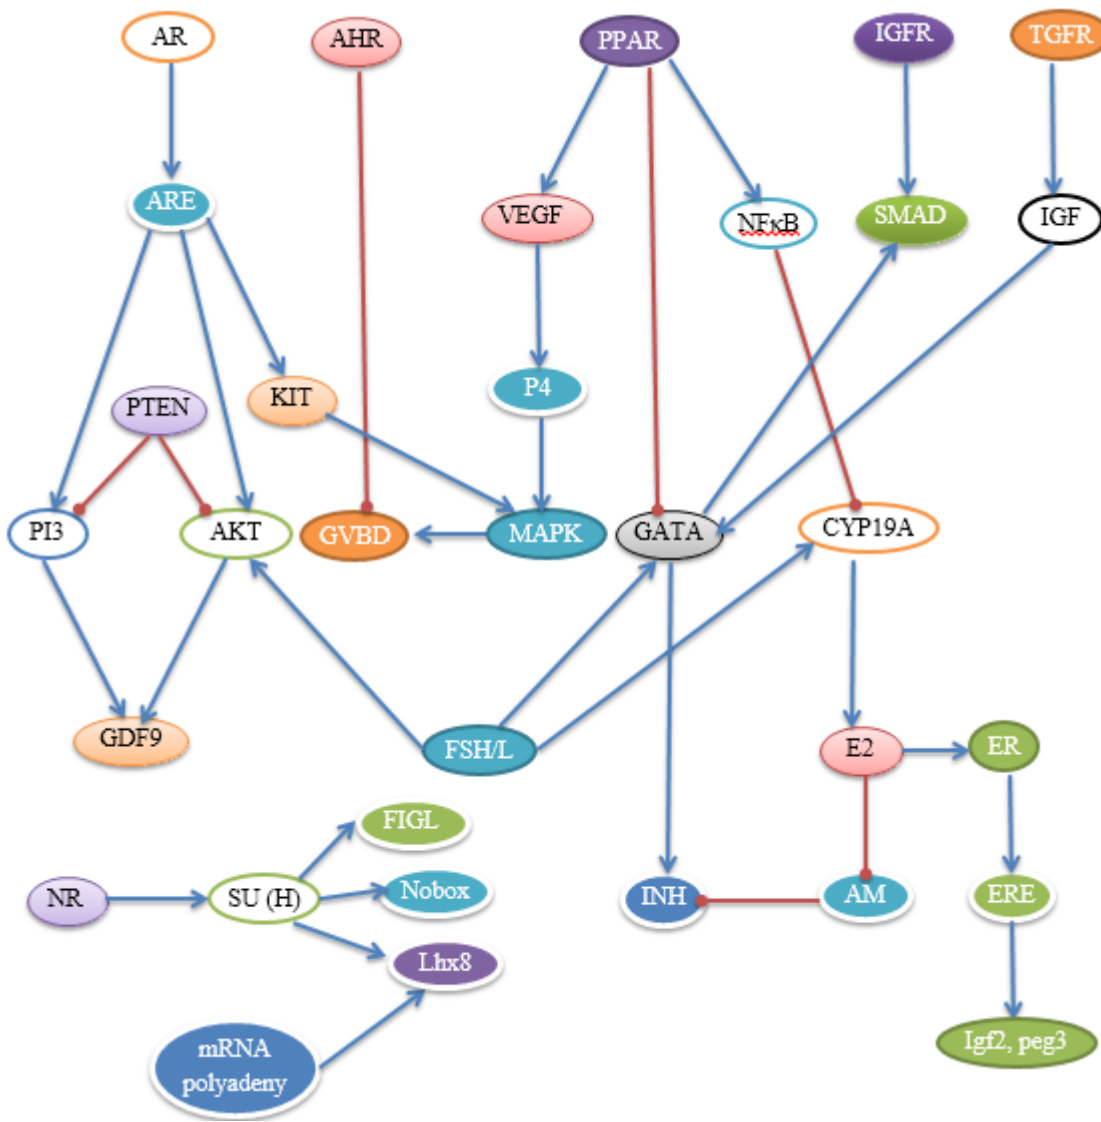 AR
AHR
PPAR
IGFR
TGFR
ARE
VEGF
NFκB
SMAD
IGF
PTEN
KIT
P4
PI3
AKT
GVBD
MAPK
GATA
CYP19A
GDF9
FSH/L
E2
ER
FIGL
NR
SU (H)
Nobox
INH
AM
ERE
Lhx8
mRNA
polyadeny
Igf2, peg3